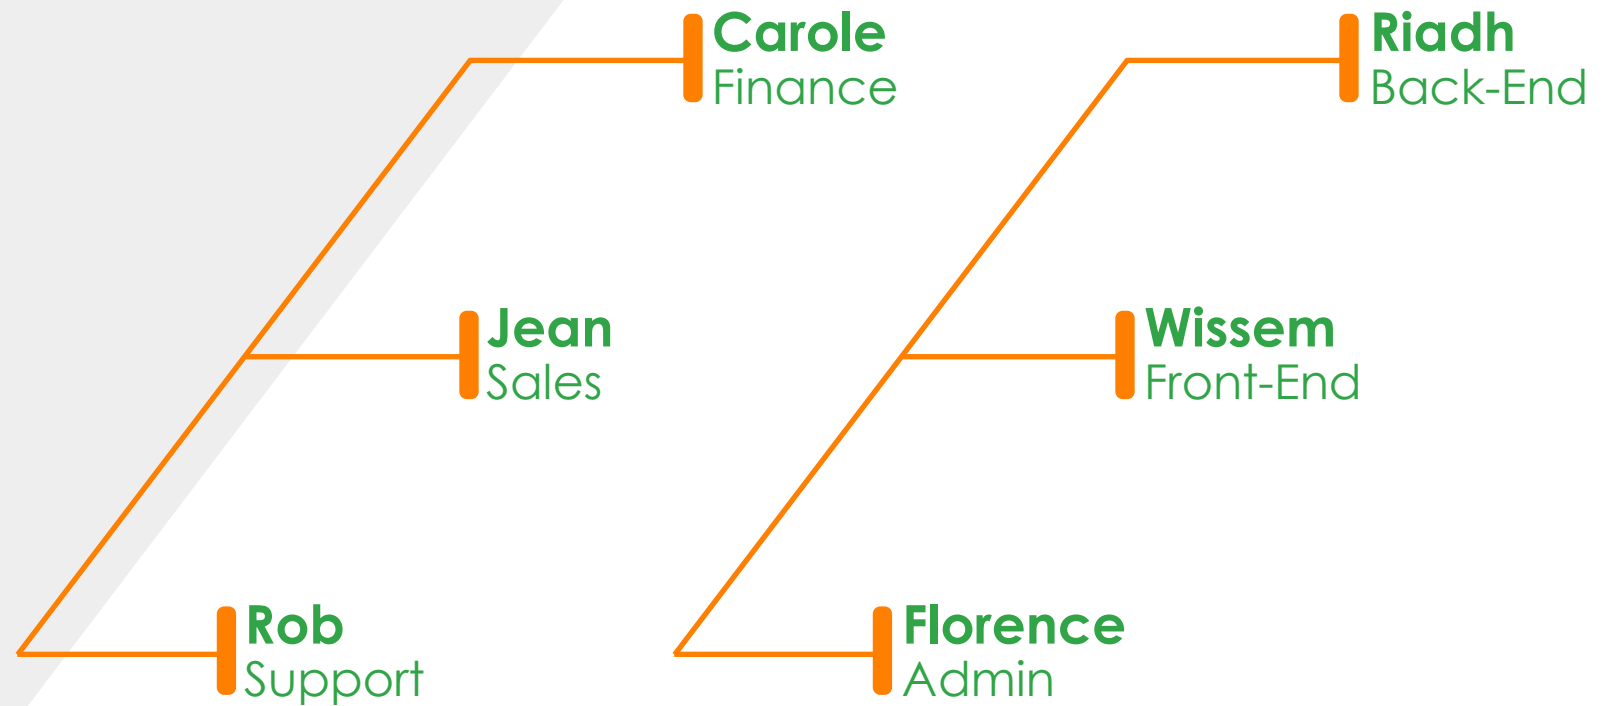 Carole
Finance
Riadh
Back-End
Jean
Sales
Wissem
Front-End
Rob
Support
Florence
Admin